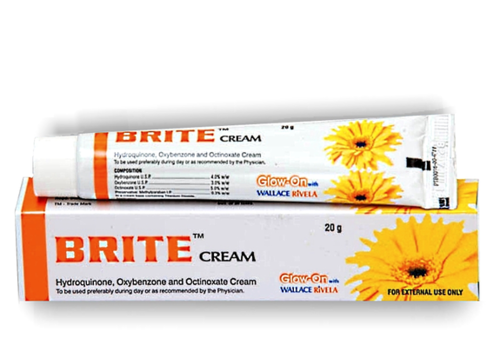 BRITE™ CREAM
20 g
Hydroquinone, Oxybenzone and Octinoxate Cream
To be used preferably during day or as recommended by the Physician.
COMPOSITION
Hydroquinone U.S.P. 4.0% w/w
Oxybenzone U.S.P. 3.0% w/w
Octinoxate U.S.P. 5.0% w/w
Glow-On with
WALLACE RIVELA
BRITE™ CREAM
20 g
Hydroquinone, Oxybenzone and Octinoxate Cream
To be used preferably during day or as recommended by the Physician.
Glow-On with
WALLACE RIVELA
FOR EXTERNAL USE ONLY